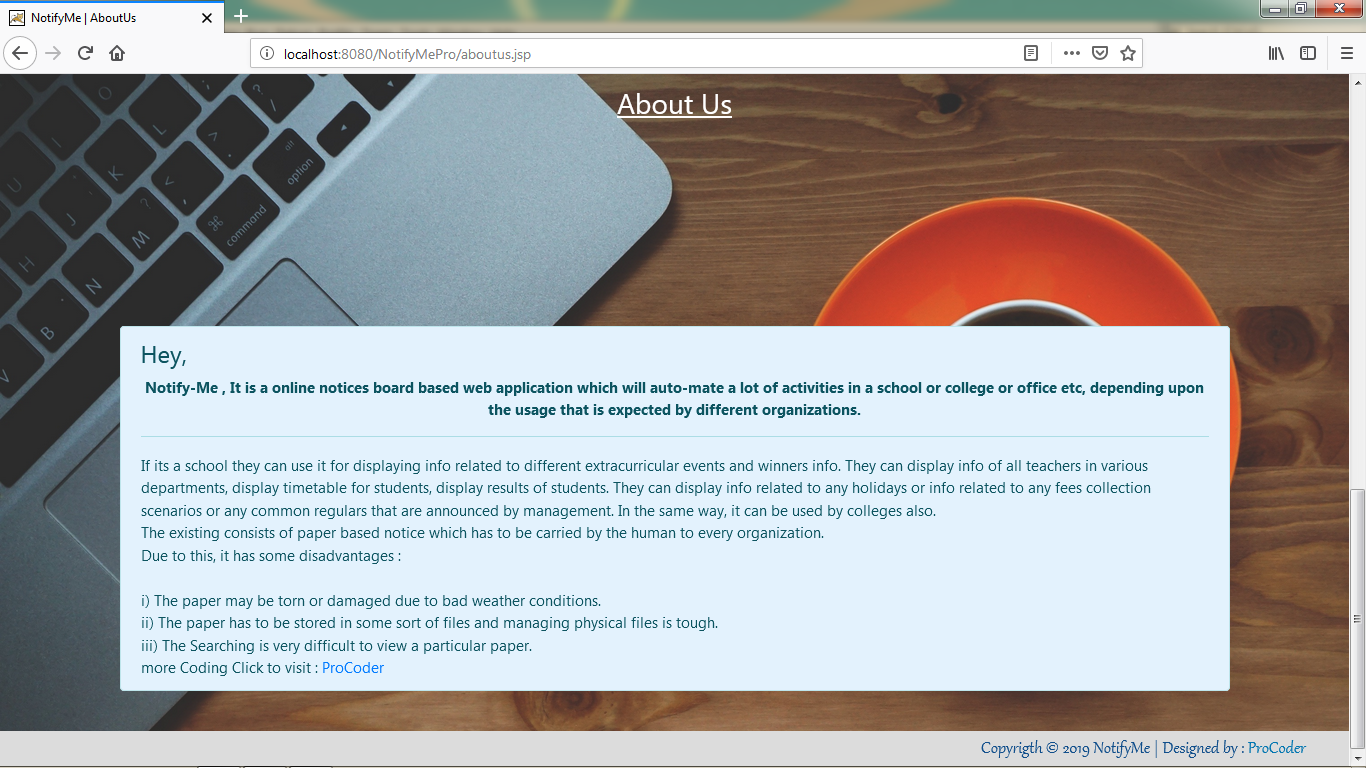 NotifyMe | AboutUs
localhost:8080/NotifyMePro/aboutus.jsp
About Us
alt
option
command
U
I
O
L
H
J
K
N
M
B
V
Hey,
Notify-Me , It is a online notices board based web application which will auto-mate a lot of activities in a school or college or office etc, depending upon
the usage that is expected by different organizations.
If its a school they can use it for displaying info related to different extracurricular events and winners info. They can display info of all teachers in various
departments, display timetable for students, display results of students. They can display info related to any holidays or info related to any fees collection
scenarios or any common regulars that are announced by management. In the same way, it can be used by colleges also.
The existing consists of paper based notice which has to be carried by the human to every organization.
Due to this, it has some disadvantages :
i) The paper may be torn or damaged due to bad weather conditions.
ii) The paper has to be stored in some sort of files and managing physical files is tough.
iii) The Searching is very difficult to view a particular paper.
more Coding Click to visit : ProCoder
Copyrigth © 2019 NotifyMe | Designed by : ProCoder